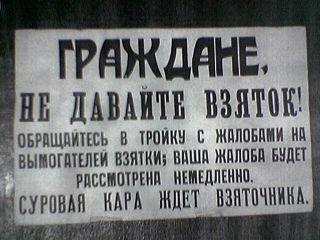 ГРАЖДАНЕ,
НЕ ДАВАЙТЕ ВЗЯТОК!
ОБРАЩАЙТЕСЬ В ТРОЙКУ С ЖАЛОБАМИ НА
ВЫМОГАТЕЛЕЙ ВЗЯТКИ; ВАША ЖАЛОБА БУДЕТ
РАССМОТРЕНА НЕМЕДЛЕННО.
СУРОВАЯ КАРА ЖДЕТ ВЗЯТОЧНИКА.